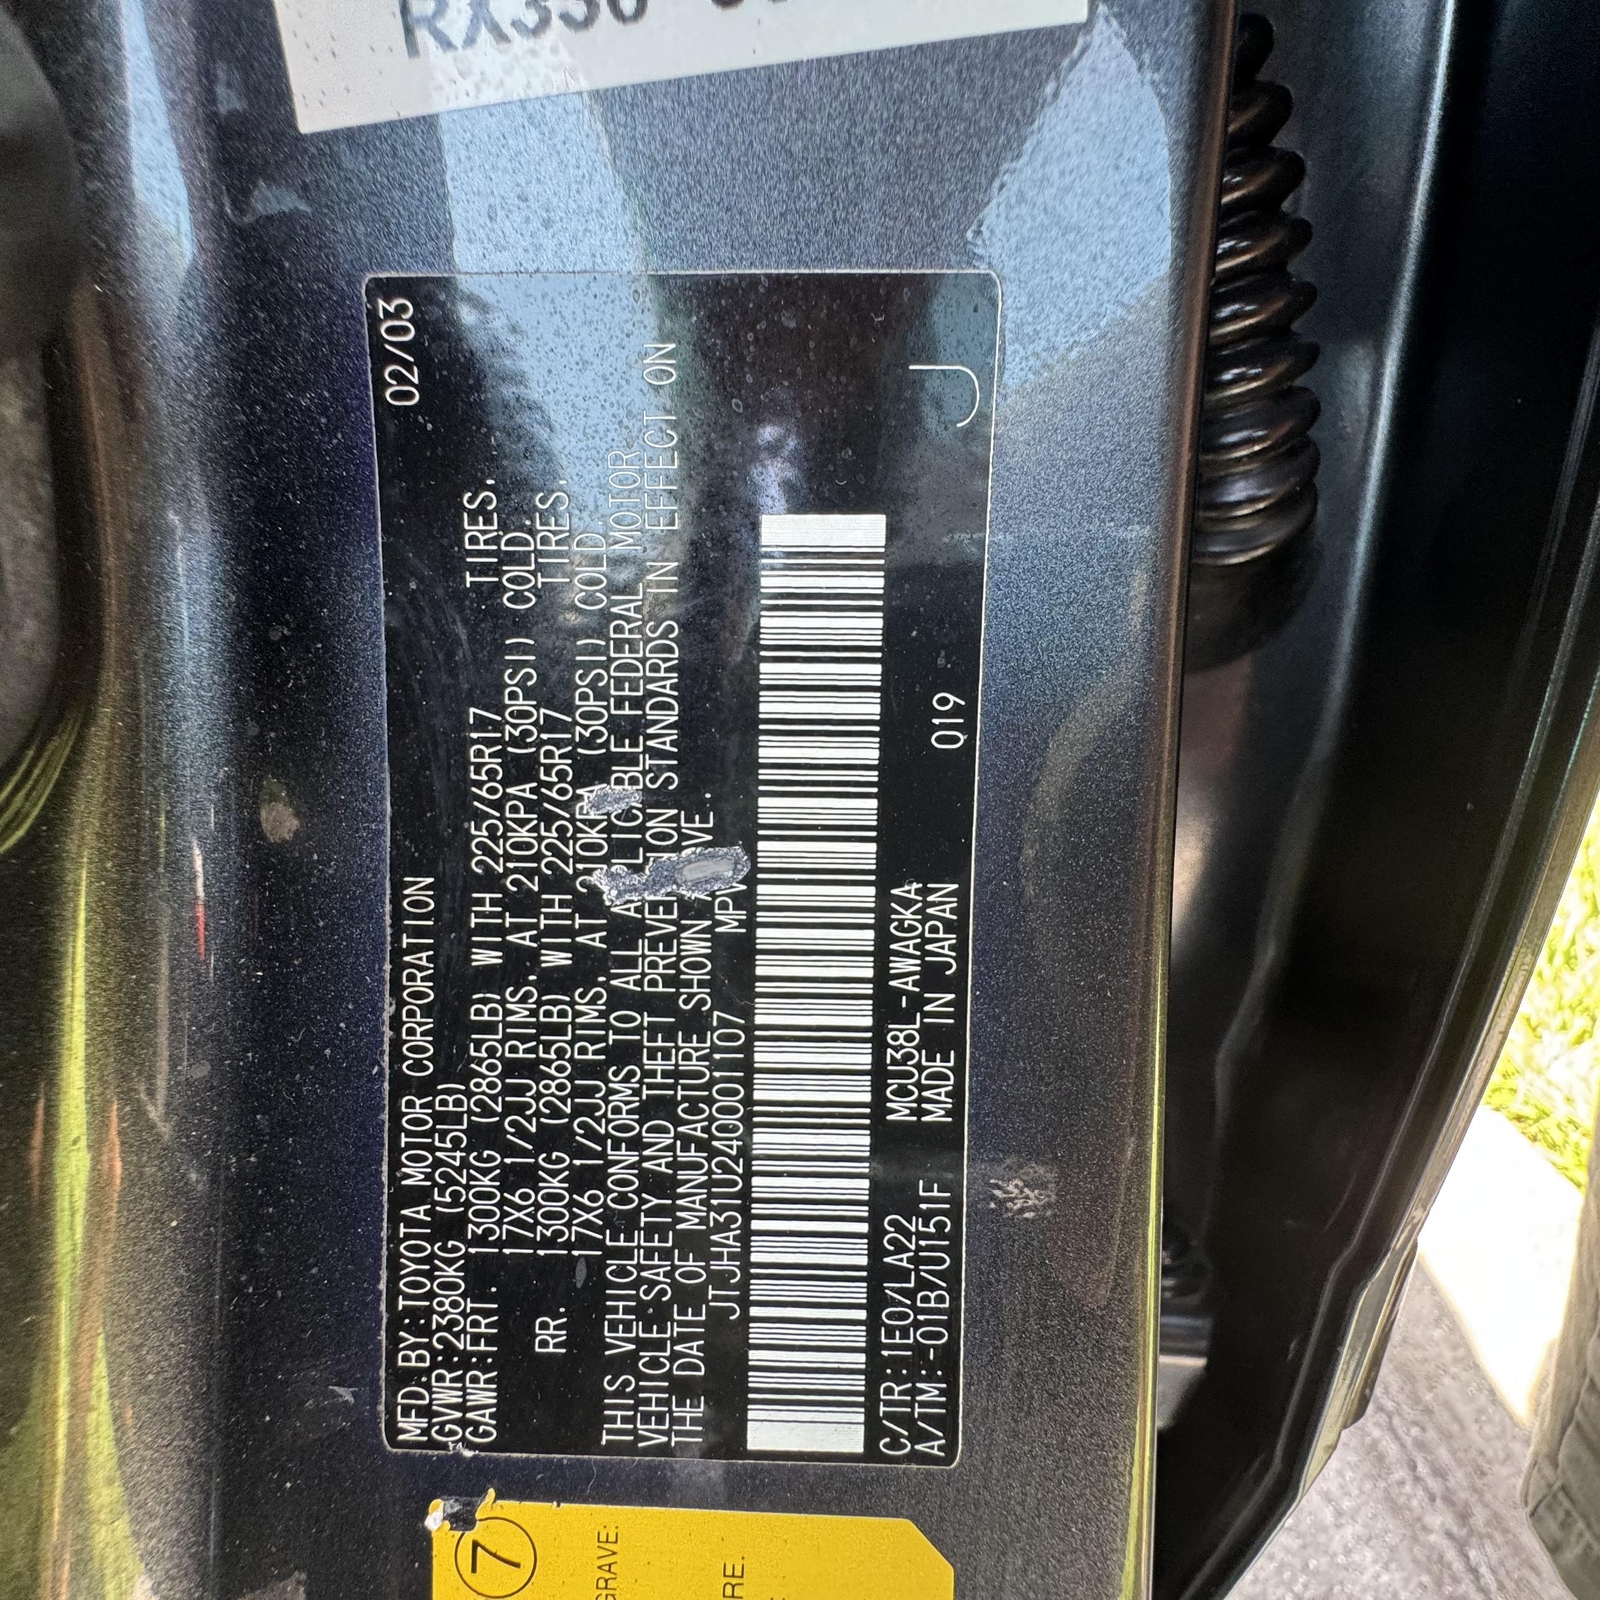 RX330
MFD.BY:TOYOTA MOTOR CORPORATION 02/03
GVWR:2380KG (5245LB)
GAWR:FRT. 1300KG (2865LB) WITH 225/65R17 TIRES.
17X6 1/2JJ RIMS, AT 210KPA (30PSI) COLD.
RR. 1300KG (2865LB) WITH 225/65R17 TIRES.
17X6 1/2JJ RIMS, AT 210KPA (30PSI) COLD.
THIS VEHICLE CONFORMS TO ALL APPLICABLE FEDERAL MOTOR
VEHICLE SAFETY AND THEFT PREVENTION STANDARDS IN EFFECT ON
THE DATE OF MANUFACTURE SHOWN ABOVE.
JTJHA31U240001107 MPV
C/TR:1E0/LA22 MCU38L-AWAGKA
A/TM:-01B/U151F MADE IN JAPAN Q19 J
7
GRAVE:
RE.